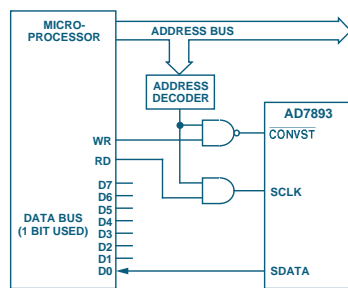 MICRO-
PROCESSOR
ADDRESS BUS
ADDRESS
DECODER
AD7893
WR
CONVST
RD
SCLK
D7
D6
D5
D4
D3
D2
D1
D0
DATA BUS
(1 BIT USED)
SDATA